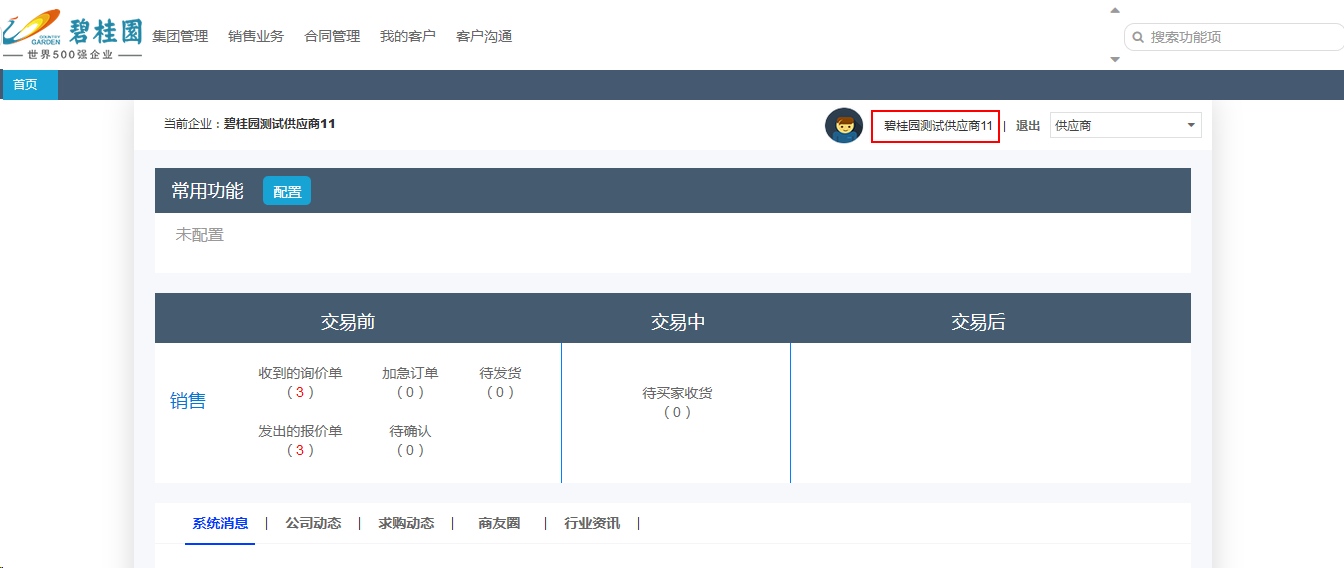 COUNTRY GARDEN 碧桂園
世界500强企业
集团管理 销售业务 合同管理 我的客户 客户沟通
搜索功能项
首页
当前企业：碧桂园测试供应商11
碧桂园测试供应商11 | 退出 供应商
常用功能 配置
未配置
交易前 交易中 交易后
销售
收到的询价单 加急订单 待发货
（3） （0） （0）
待买家收货
（0）
发出的报价单 待确认
（3） （0）
系统消息 | 公司动态 | 求购动态 | 商友圈 | 行业资讯 |